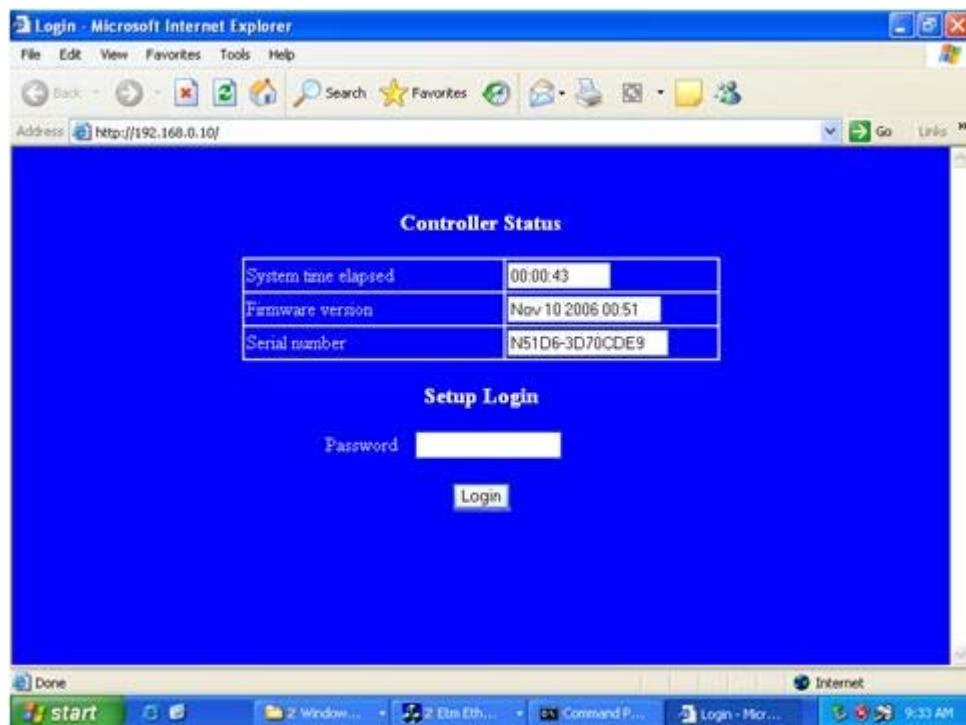 Login - Microsoft Internet Explorer
File Edit View Favorites Tools Help
Back Search Favorites
Address http://192.168.0.10/ Go Links »
Controller Status
System time elapsed 00:00:43
Firmware version Nov 10 2006 00:51
Serial number N51D6-3D70CDE9
Setup Login
Password
Login
Done Internet
start 2 Window... 2 Etm Eth... Command P... Login - Micr... 9:33 AM